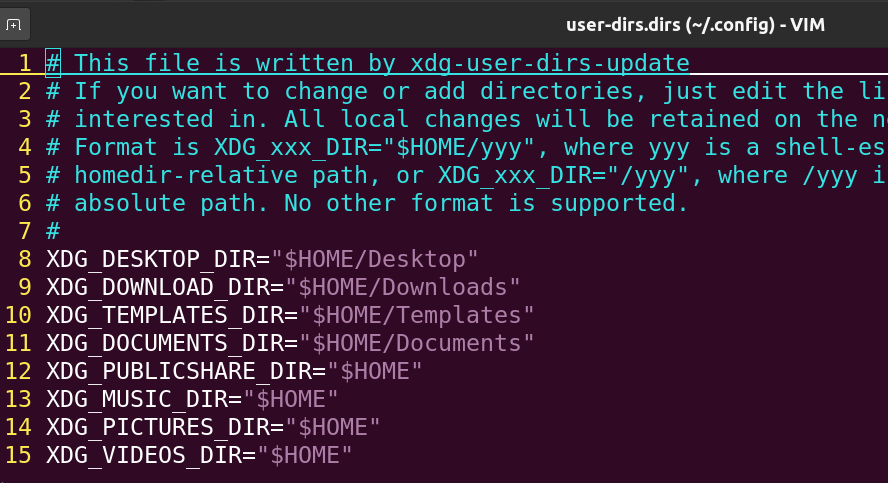 user-dirs.dirs (~/.config) - VIM
1 # This file is written by xdg-user-dirs-update
2 # If you want to change or add directories, just edit the li
3 # interested in. All local changes will be retained on the
4 # Format is XDG_xxx_DIR="$HOME/yyy", where yyy is a shell-es
5 # homedir-relative path, or XDG_xxx_DIR="/yyy", where /yyy i
6 # absolute path. No other format is supported.
7 #
8 XDG_DESKTOP_DIR="$HOME/Desktop"
9 XDG_DOWNLOAD_DIR="$HOME/Downloads"
10 XDG_TEMPLATES_DIR="$HOME/Templates"
11 XDG_DOCUMENTS_DIR="$HOME/Documents"
12 XDG_PUBLICSHARE_DIR="$HOME"
13 XDG_MUSIC_DIR="$HOME"
14 XDG_PICTURES_DIR="$HOME"
15 XDG_VIDEOS_DIR="$HOME"